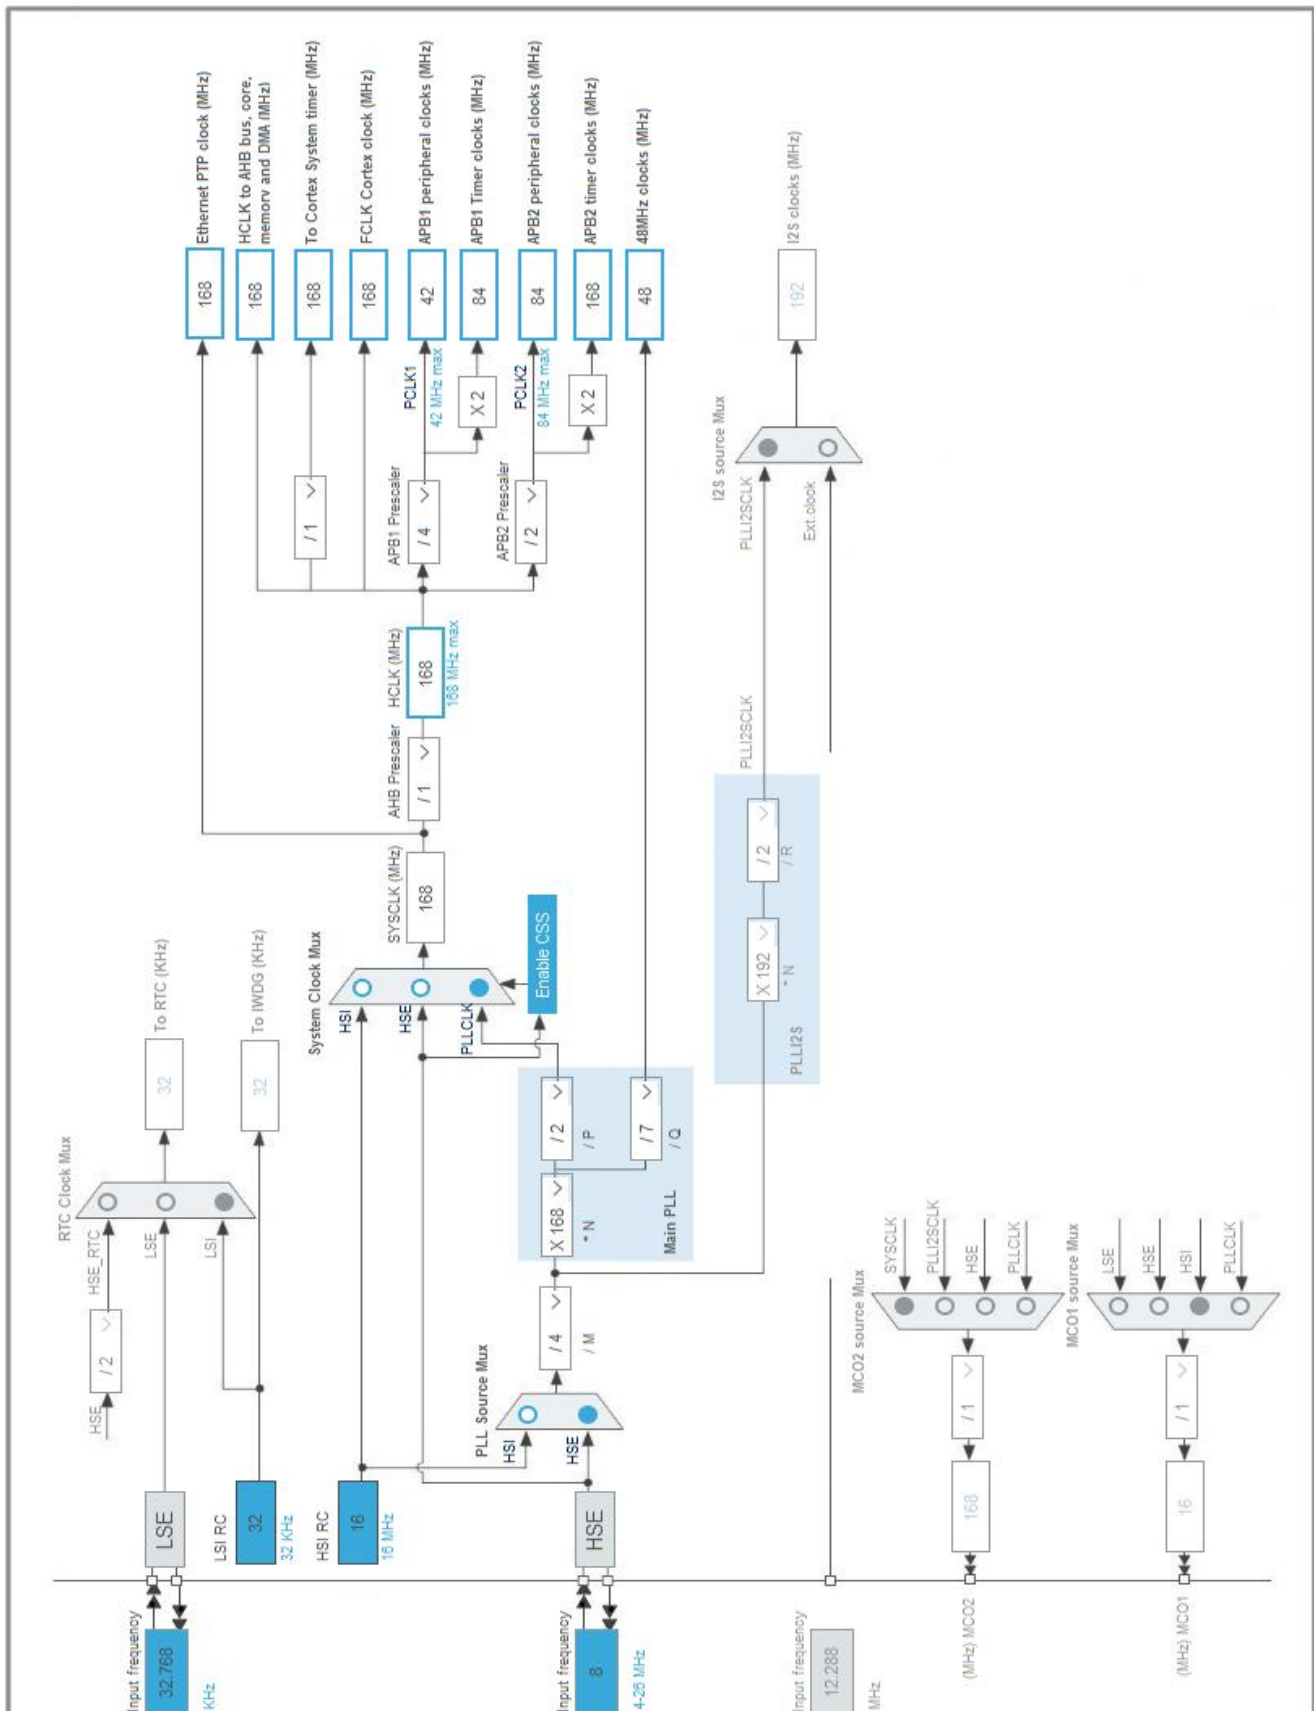 Input frequency
32.768
KHz
LSE
HSE
/ 2
HSE_RTC
LSE
LSI
RTC Clock Mux
32
To RTC (KHz)
LSI RC
32
32 KHz
32
To IWDG (KHz)
HSI RC
16
16 MHz
Input frequency
8
4-26 MHz
HSE
PLL Source Mux
HSI
HSE
/ 4
/ M
X 168
* N
/ 2
/ P
/ 7
/ Q
Main PLL
System Clock Mux
HSI
HSE
PLLCLK
Enable CSS
SYSCLK (MHz)
168
AHB Prescaler
/ 1
HCLK (MHz)
168
168 MHz max
/ 1
APB1 Prescaler
/ 4
PCLK1
42 MHz max
X 2
APB2 Prescaler
/ 2
PCLK2
84 MHz max
X 2
168
Ethernet PTP clock (MHz)
168
HCLK to AHB bus, core,
memory and DMA (MHz)
168
To Cortex System timer (MHz)
168
FCLK Cortex clock (MHz)
42
APB1 peripheral clocks (MHz)
84
APB1 Timer clocks (MHz)
84
APB2 peripheral clocks (MHz)
168
APB2 timer clocks (MHz)
48
48MHz clocks (MHz)
PLLI2S
X 192
* N
/ 2
/ R
PLLI2SCLK
PLLI2SCLK
Ext.clock
I2S source Mux
192
I2S clocks (MHz)
Input frequency
12.288
MHz
MCO2 source Mux
SYSCLK
PLLI2SCLK
HSE
PLLCLK
/ 1
168
(MHz) MCO2
MCO1 source Mux
LSE
HSE
HSI
PLLCLK
/ 1
16
(MHz) MCO1